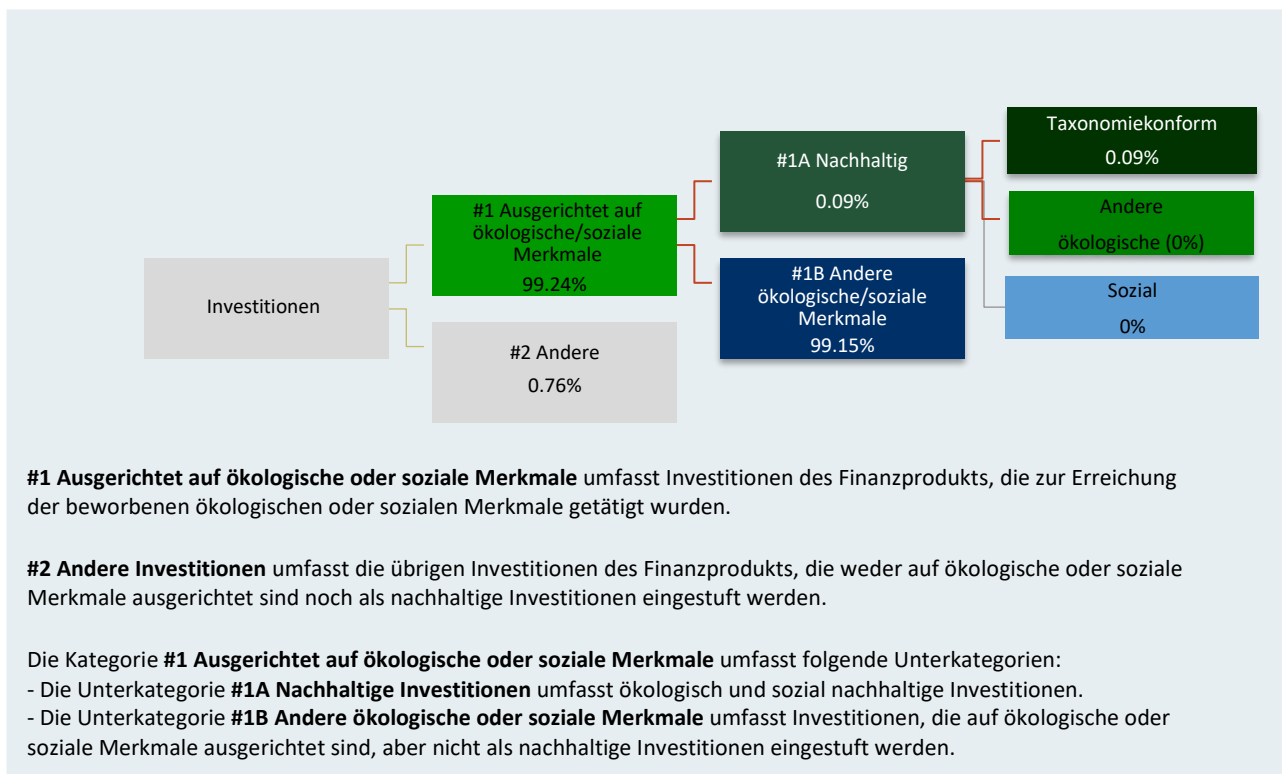 Investitionen
#1 Ausgerichtet auf
ökologische/soziale
Merkmale
99.24%
#2 Andere
0.76%
#1A Nachhaltig
0.09%
#1B Andere
ökologische/soziale
Merkmale
99.15%
Taxonomiekonform
0.09%
Andere
ökologische (0%)
Sozial
0%
#1 Ausgerichtet auf ökologische oder soziale Merkmale umfasst Investitionen des Finanzprodukts, die zur Erreichung
der beworbenen ökologischen oder sozialen Merkmale getätigt wurden.
#2 Andere Investitionen umfasst die übrigen Investitionen des Finanzprodukts, die weder auf ökologische oder soziale
Merkmale ausgerichtet sind noch als nachhaltige Investitionen eingestuft werden.
Die Kategorie #1 Ausgerichtet auf ökologische oder soziale Merkmale umfasst folgende Unterkategorien:
- Die Unterkategorie #1A Nachhaltige Investitionen umfasst ökologisch und sozial nachhaltige Investitionen.
- Die Unterkategorie #1B Andere ökologische oder soziale Merkmale umfasst Investitionen, die auf ökologische oder
soziale Merkmale ausgerichtet sind, aber nicht als nachhaltige Investitionen eingestuft werden.